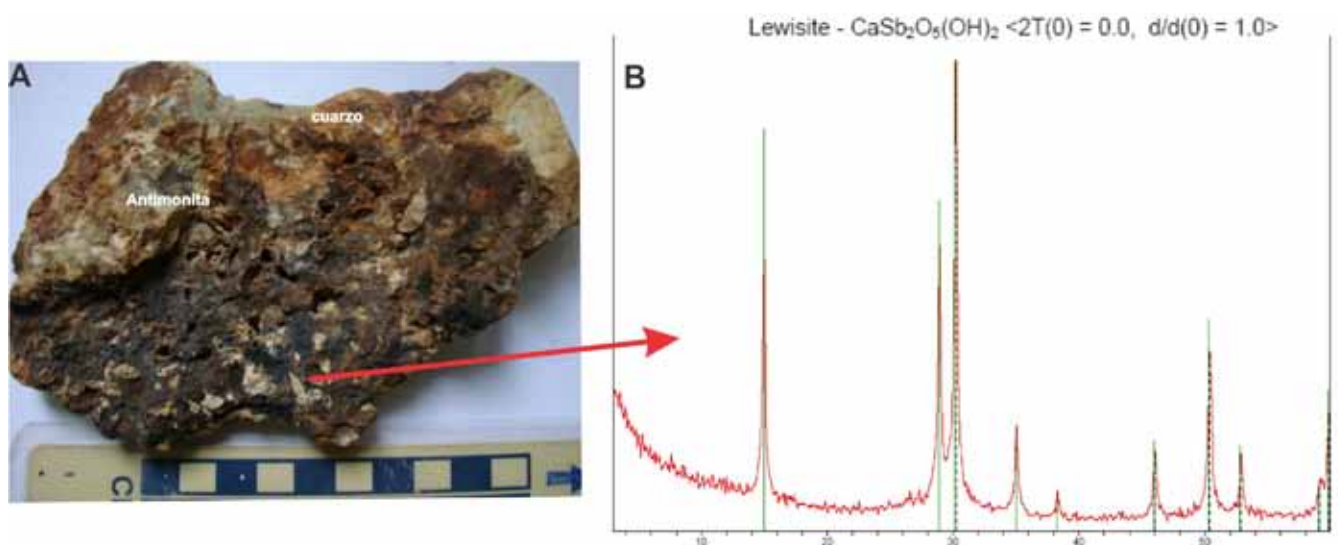 Lewisite - CaSb₂O₅(OH)₂ <2T(0) = 0.0, d/d(0) = 1.0>
A
B
cuarzo
Antimonita
C
10 20 30 40 50